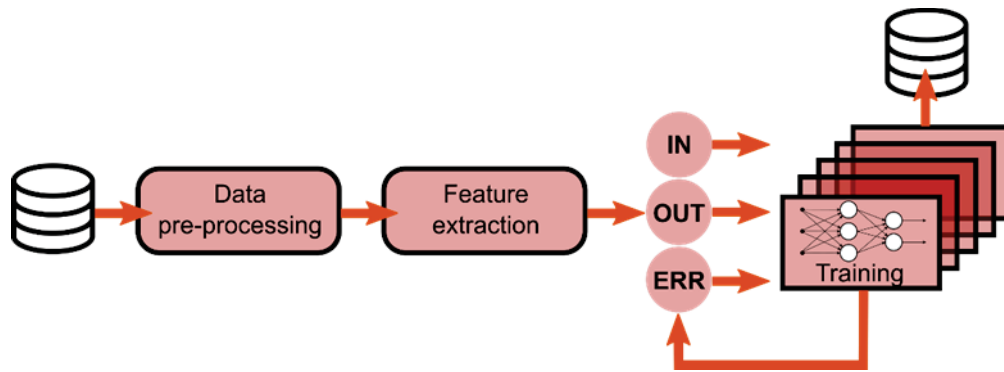 Data
pre-processing
Feature
extraction
IN
OUT
ERR
Training